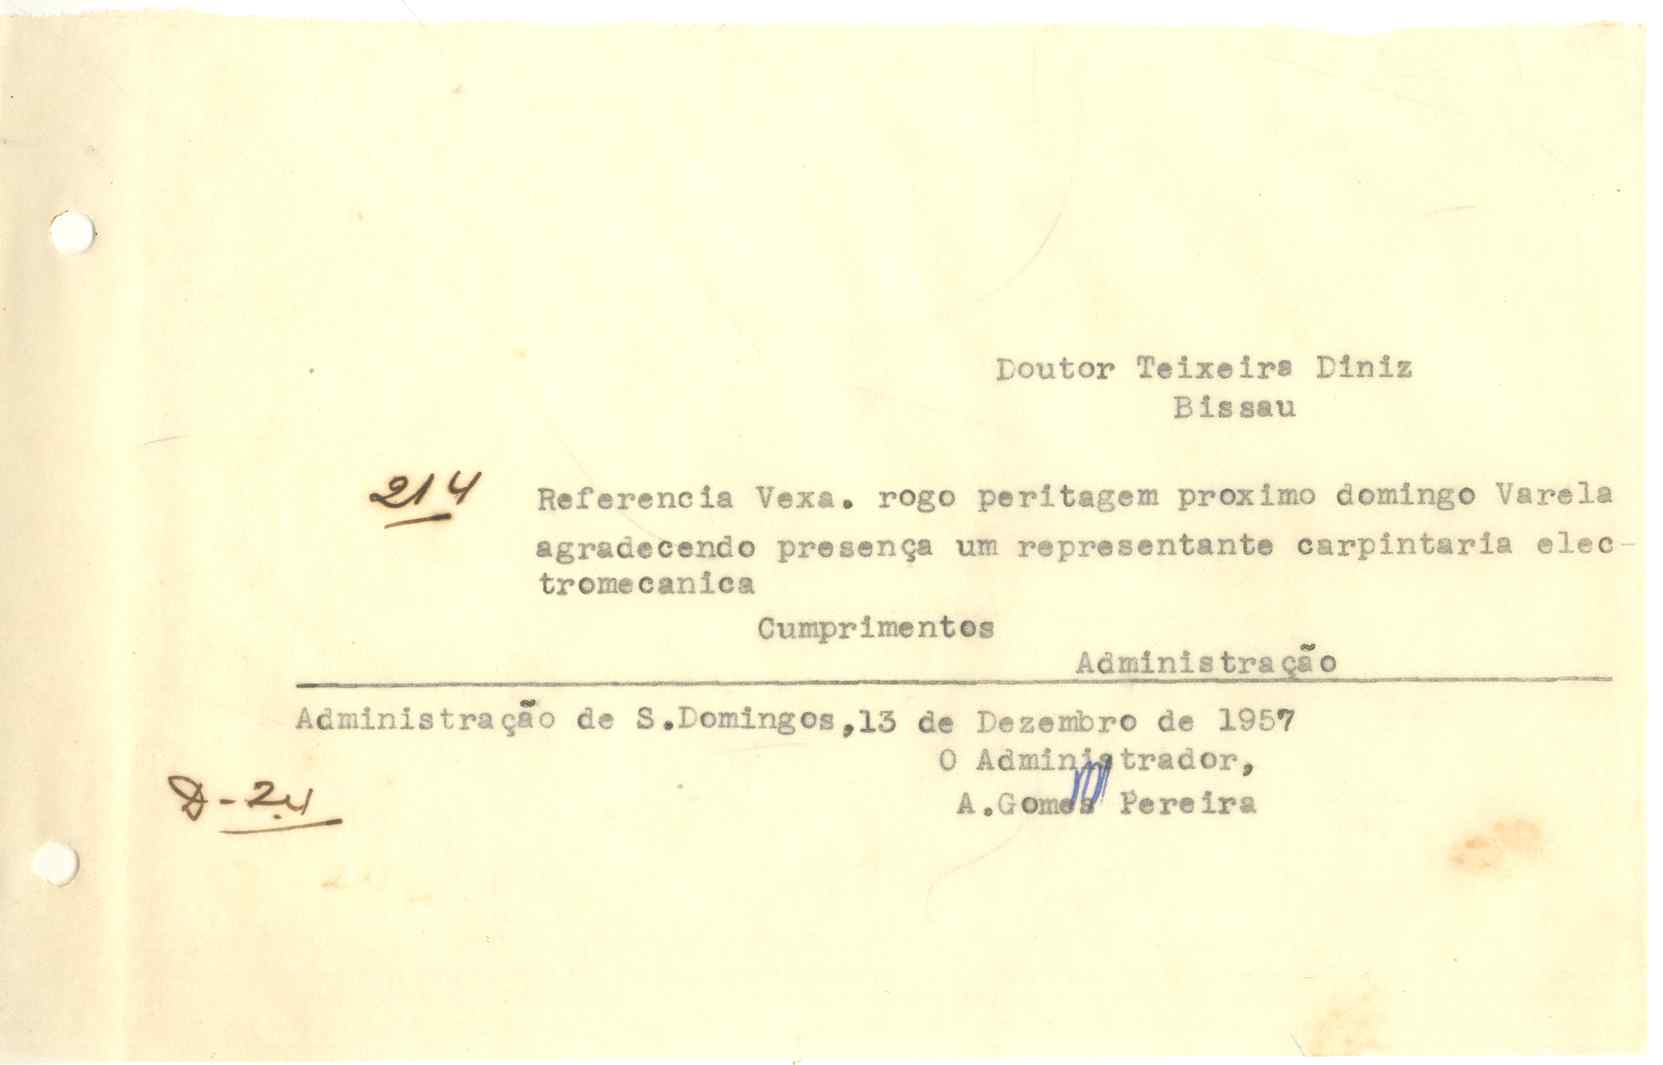 Doutor Teixeira Diniz
Bissau
214
Referencia Vexa. rogo peritagem proximo domingo Varela
agradecendo presença um representante carpintaria elec-
tromecanica
Cumprimentos
Administração
Administração de S.Domingos,13 de Dezembro de 1957
O Administrador,
A.Gomes Pereira
D-24